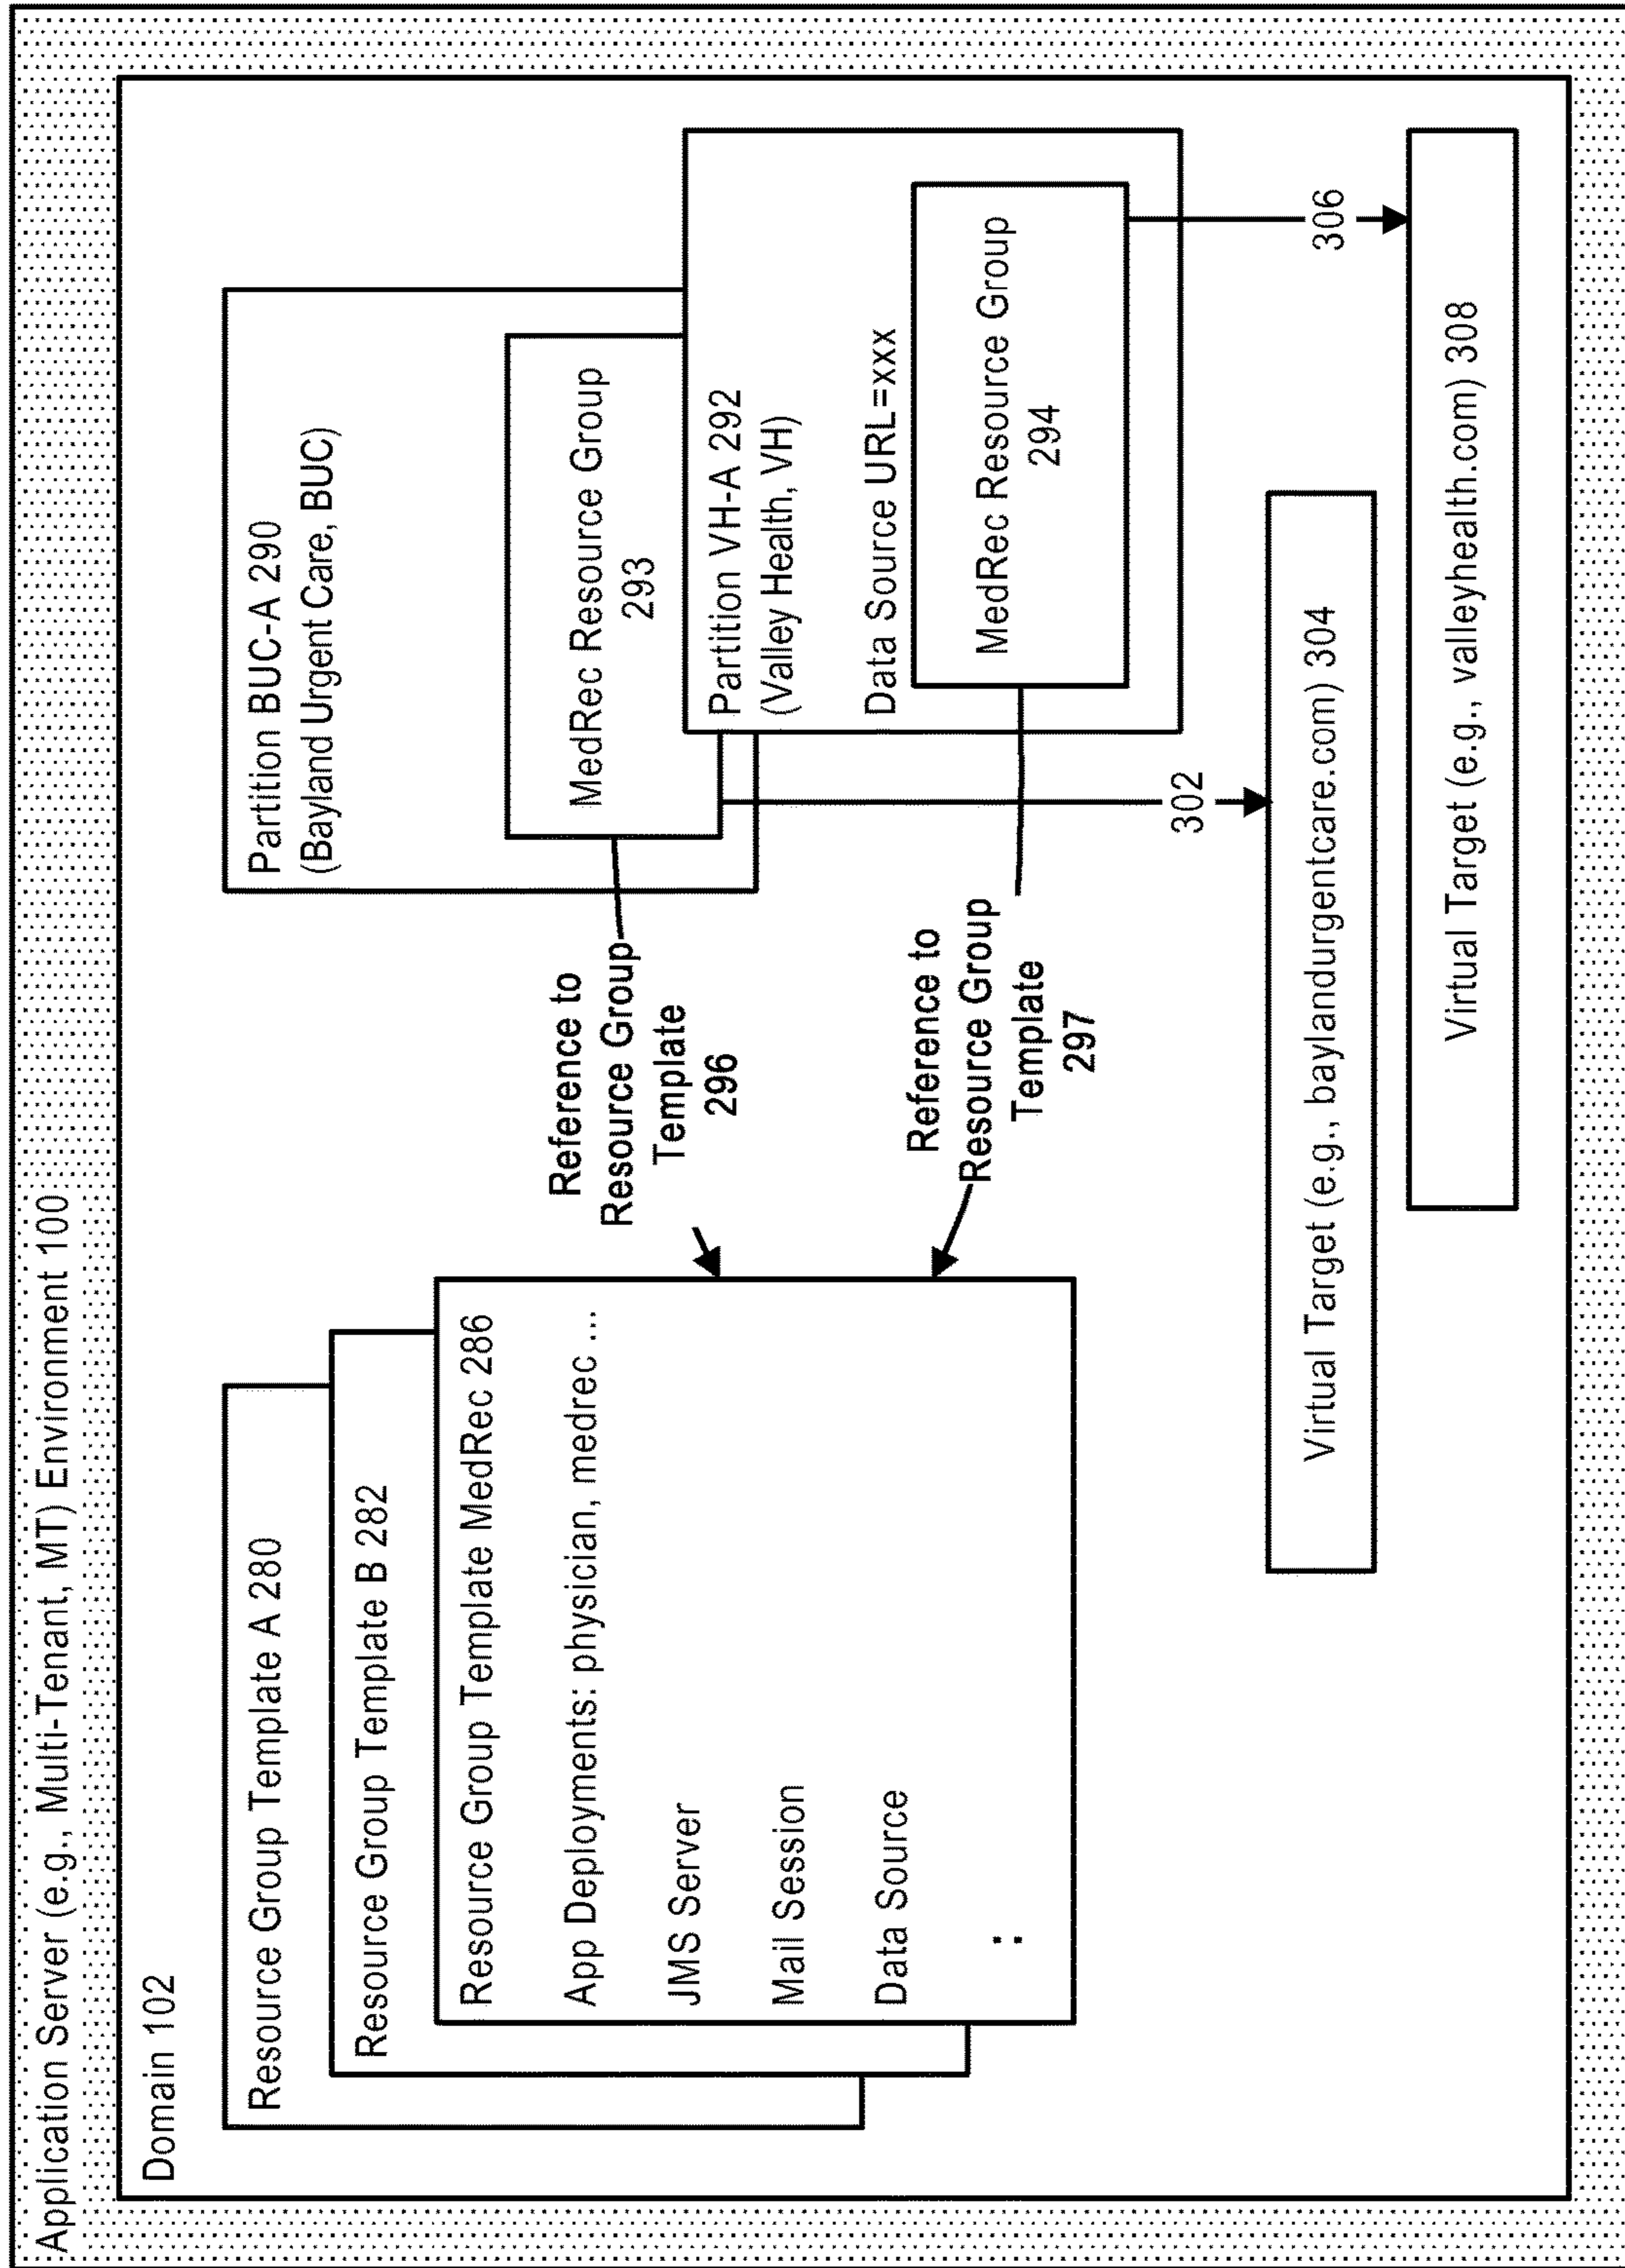 Application Server (e.g., Multi-Tenant, MT) Environment 100
Domain 102
Resource Group Template A 280
Resource Group Template B 282
Resource Group Template MedRec 286
App Deployments: physician, medrec ...
JMS Server
Mail Session
Data Source
:
Reference to
Resource Group
Template
296
Reference to
Resource Group
Template
297
Partition BUC-A 290
(Bayland Urgent Care, BUC)
MedRec Resource Group
293
Partition VH-A 292
(Valley Health, VH)
Data Source URL=xxx
MedRec Resource Group
294
302
306
Virtual Target (e.g., baylandurgentcare.com) 304
Virtual Target (e.g., valleyhealth.com) 308